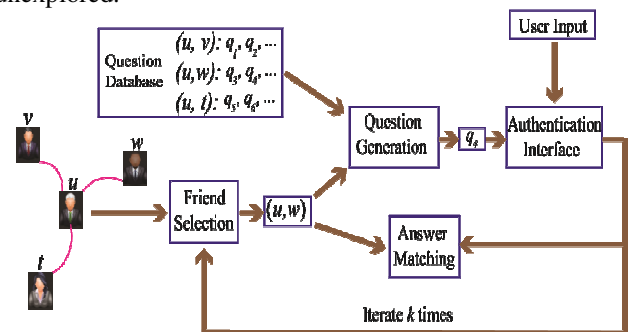 unexplored.
User Input
Question
Database
(u, v): q1, q2, ...
(u,w): q3, q4, ...
(u, t): q5, q6, ...
Question
Generation
q4
Authentication
Interface
v
w
u
t
Friend
Selection
(u,w)
Answer
Matching
Iterate k times